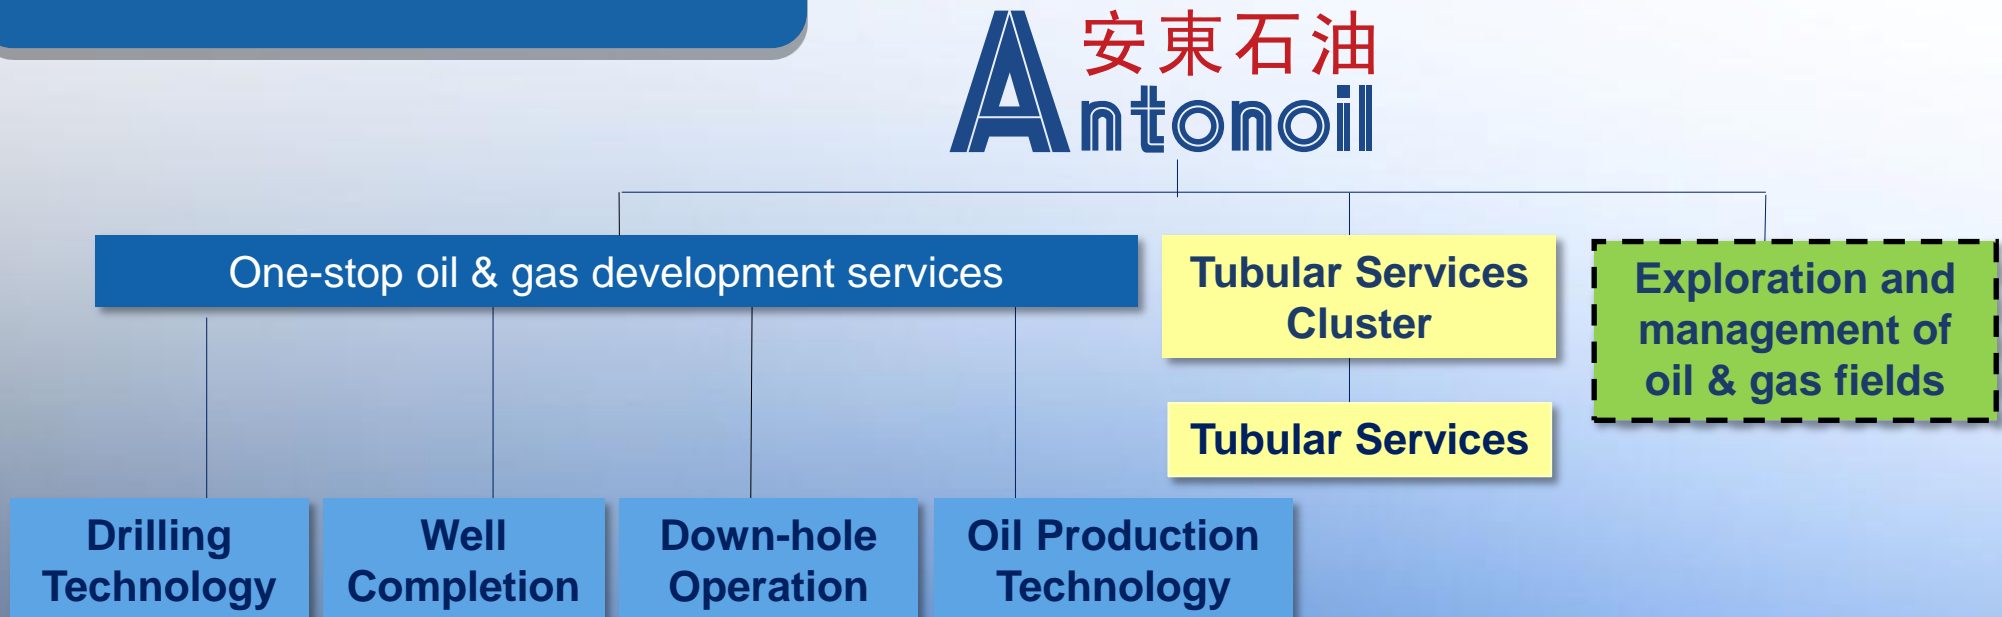 安東石油
Antonoil
One-stop oil & gas development services
Tubular Services
Cluster
Exploration and
management of
oil & gas fields
Tubular Services
Drilling
Technology
Well
Completion
Down-hole
Operation
Oil Production
Technology